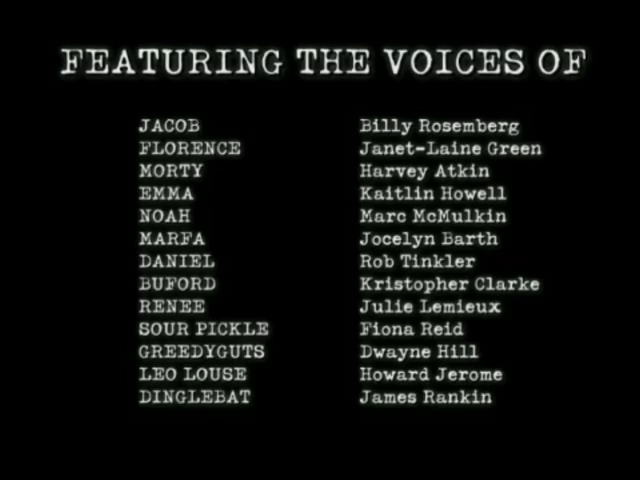 FEATURING THE VOICES OF
JACOB Billy Rosemberg
FLORENCE Janet-Laine Green
MORTY Harvey Atkin
EMMA Kaitlin Howell
NOAH Marc McMulkin
MARFA Jocelyn Barth
DANIEL Rob Tinkler
BUFORD Kristopher Clarke
RENEE Julie Lemieux
SOUR PICKLE Fiona Reid
GREEDYGUTS Dwayne Hill
LEO LOUSE Howard Jerome
DINGLEBAT James Rankin